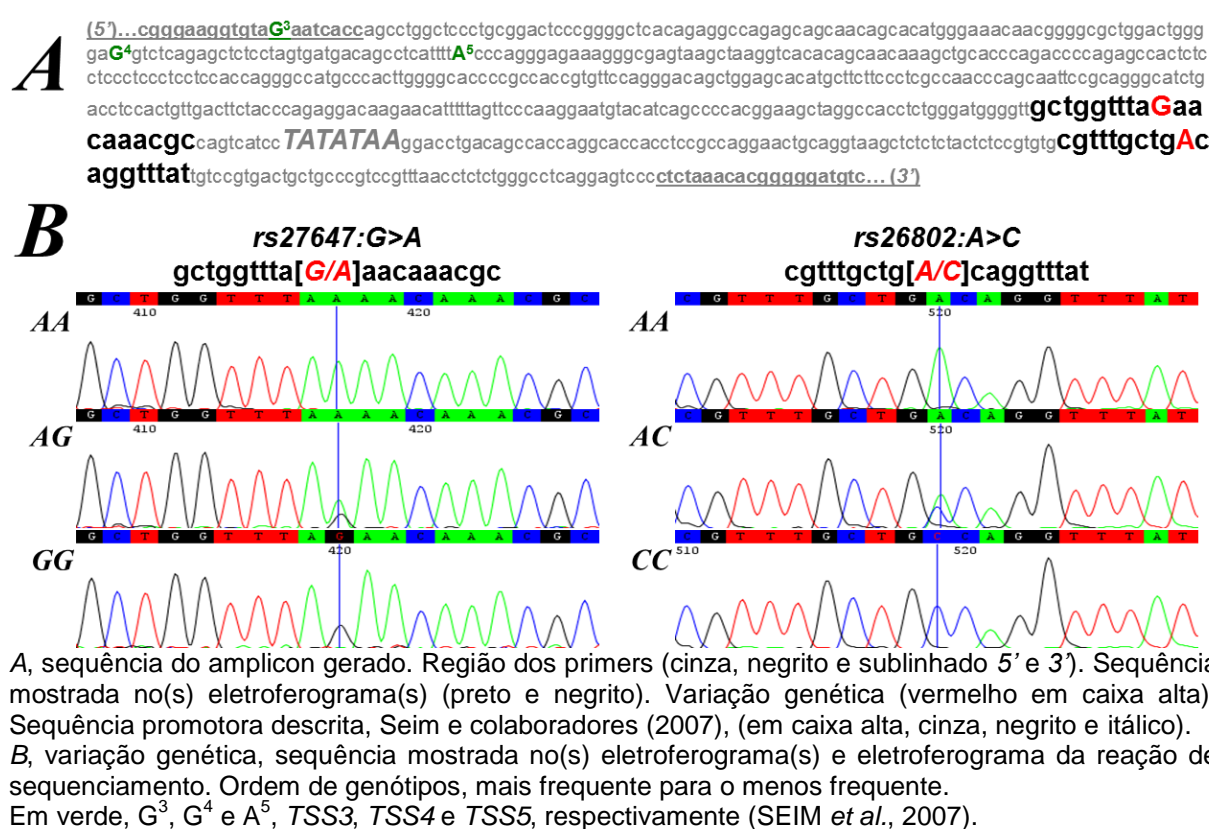 A
(5')...cgggaaggtgtaG³aatcaccagcctggctccctgcggactcccggggctcacagaggccagagcagcaacagcacatgggaaacaacggggcgctggactggg
gaG⁴gtctcagagctctcctagtgatgacagcctcattttA⁵cccagggagaaagggcgagtaagctaaggtcacacagcagcaacaaagctgcacccagaccccagagccactctc
ctccctccctcctccaccagggccatgcccacttggggcaccccgccaccgtgttccagggacagctggagcacatgcttcttccctcgccaacccagcaattccgcagggcatctg
acctccactgttgacttctacccagaggacaagaacatttttagttcccaaggaatgtacatcagccccacggaagctaggccacctctgggatggggttgctggtttaGaa
caaacgccagtcatccTATATAAggacctgacagccaccaggcaccacctccgccaggaactgcaggtaagctctctctactctccgtgtgcgtttgctgAc
aggtttattgtccgtgactgctgcccgtccgtttaacctctctgggcctcaggagtcccctctaaacacgggggatgtc... (3')
B
rs27647:G>A
gctggttta[G/A]aacaaacgc
G C T G G T T T A A A A C A A A C G C
410 420
AA
G C T G G T T T A A A A C A A A C G C
410 420
AG
G C T G G T T T A G A A C A A A C G C
420
GG
rs26802:A>C
cgtttgctg[A/C]caggtttat
C G T T T G C T G A C A G G T T T A T
520
AA
C G T T T G C T G A C A G G T T T A T
520
AC
C G T T T G C T G C C A G G T T T A T
510 520
CC
A, sequência do amplicon gerado. Região dos primers (cinza, negrito e sublinhado 5' e 3'). Sequência
mostrada no(s) eletroferograma(s) (preto e negrito). Variação genética (vermelho em caixa alta)
Sequência promotora descrita, Seim e colaboradores (2007), (em caixa alta, cinza, negrito e itálico).
B, variação genética, sequência mostrada no(s) eletroferograma(s) e eletroferograma da reação de
sequenciamento. Ordem de genótipos, mais frequente para o menos frequente.
Em verde, G³, G⁴ e A⁵, TSS3, TSS4 e TSS5, respectivamente (SEIM et al., 2007).